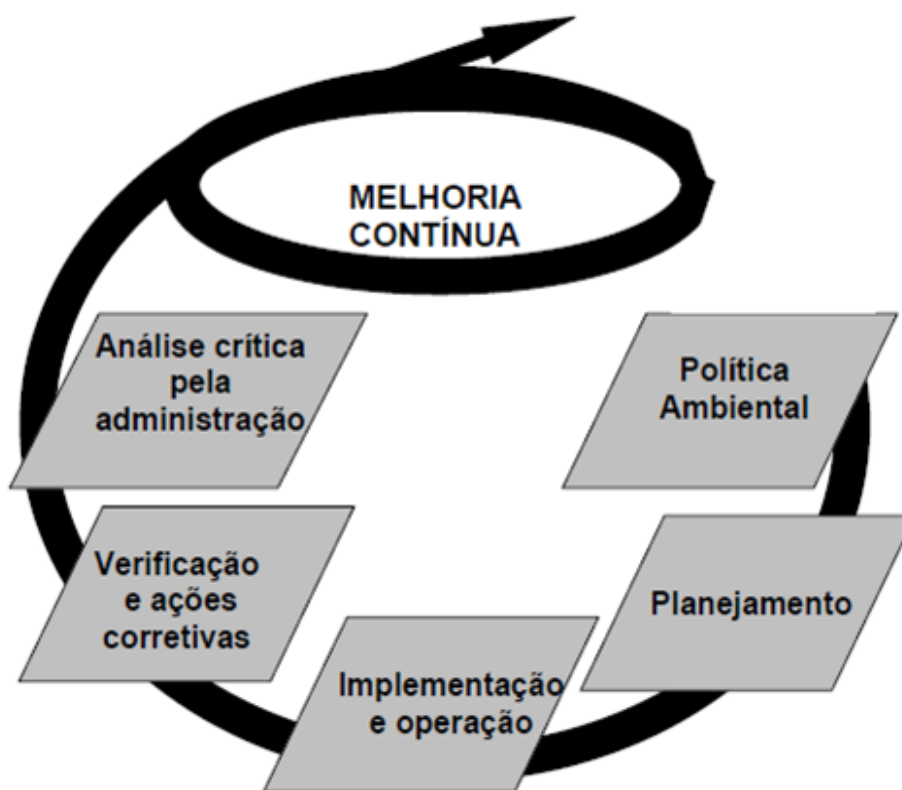 MELHORIA
CONTÍNUA
Análise crítica
pela
administração
Política
Ambiental
Verificação
e ações
corretivas
Planejamento
Implementação
e operação